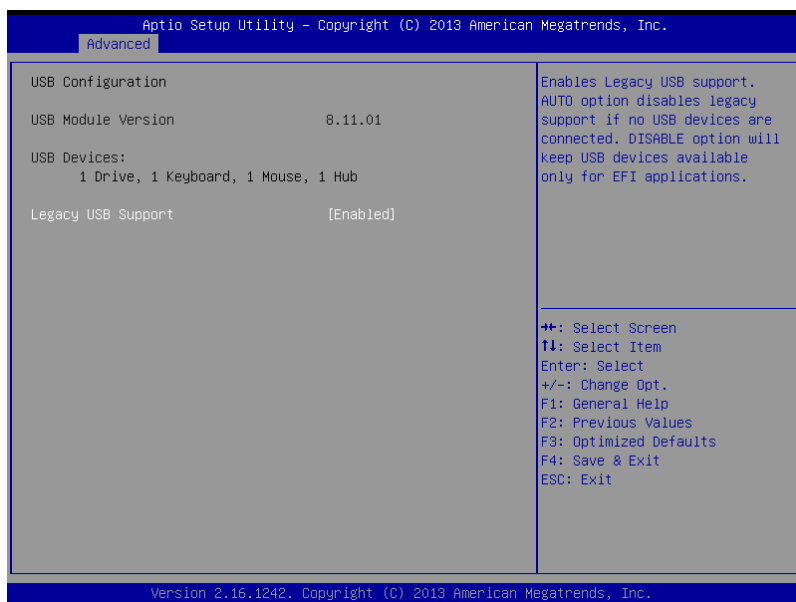 Aptio Setup Utility – Copyright (C) 2013 American Megatrends, Inc.
Advanced
USB Configuration
USB Module Version 8.11.01
USB Devices:
1 Drive, 1 Keyboard, 1 Mouse, 1 Hub
Legacy USB Support [Enabled]
Enables Legacy USB support.
AUTO option disables legacy
support if no USB devices are
connected. DISABLE option will
keep USB devices available
only for EFI applications.
→←: Select Screen
↑↓: Select Item
Enter: Select
+/-: Change Opt.
F1: General Help
F2: Previous Values
F3: Optimized Defaults
F4: Save & Exit
ESC: Exit
Version 2.16.1242. Copyright (C) 2013 American Megatrends, Inc.